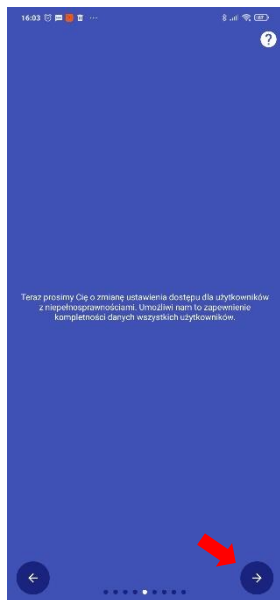 16:03
?
Teraz prosimy Cię o zmianę ustawienia dostępu dla użytkowników
z niepełnosprawnościami. Umożliwi nam to zapewnienie
kompletności danych wszystkich użytkowników.